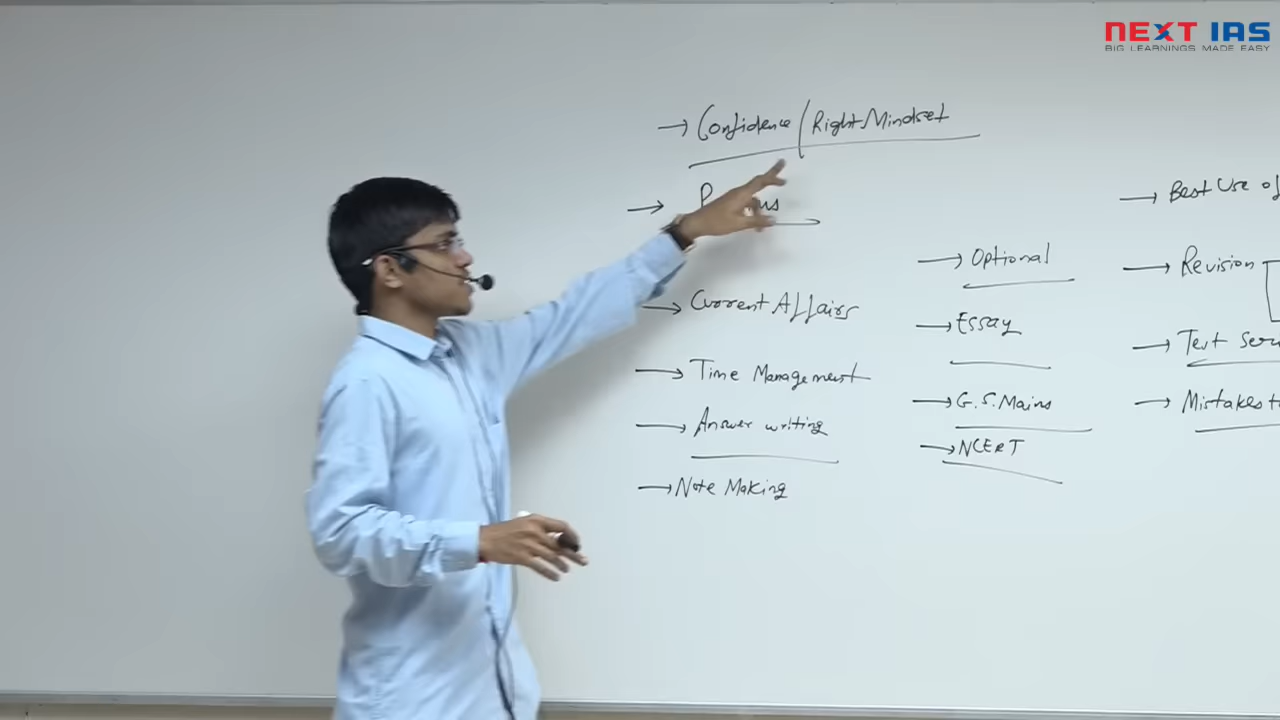 NEXT IAS
BIG LEARNINGS MADE EASY
→ Confidence / Right Mindset
→
→ Current Affairs
→ Time Management
→ Answer writing
→ Note Making
→ Optional
→ Essay
→ G.S. Mains
→ NCERT
→ Best Use of
→ Revision
→ Test
→ Mistakes